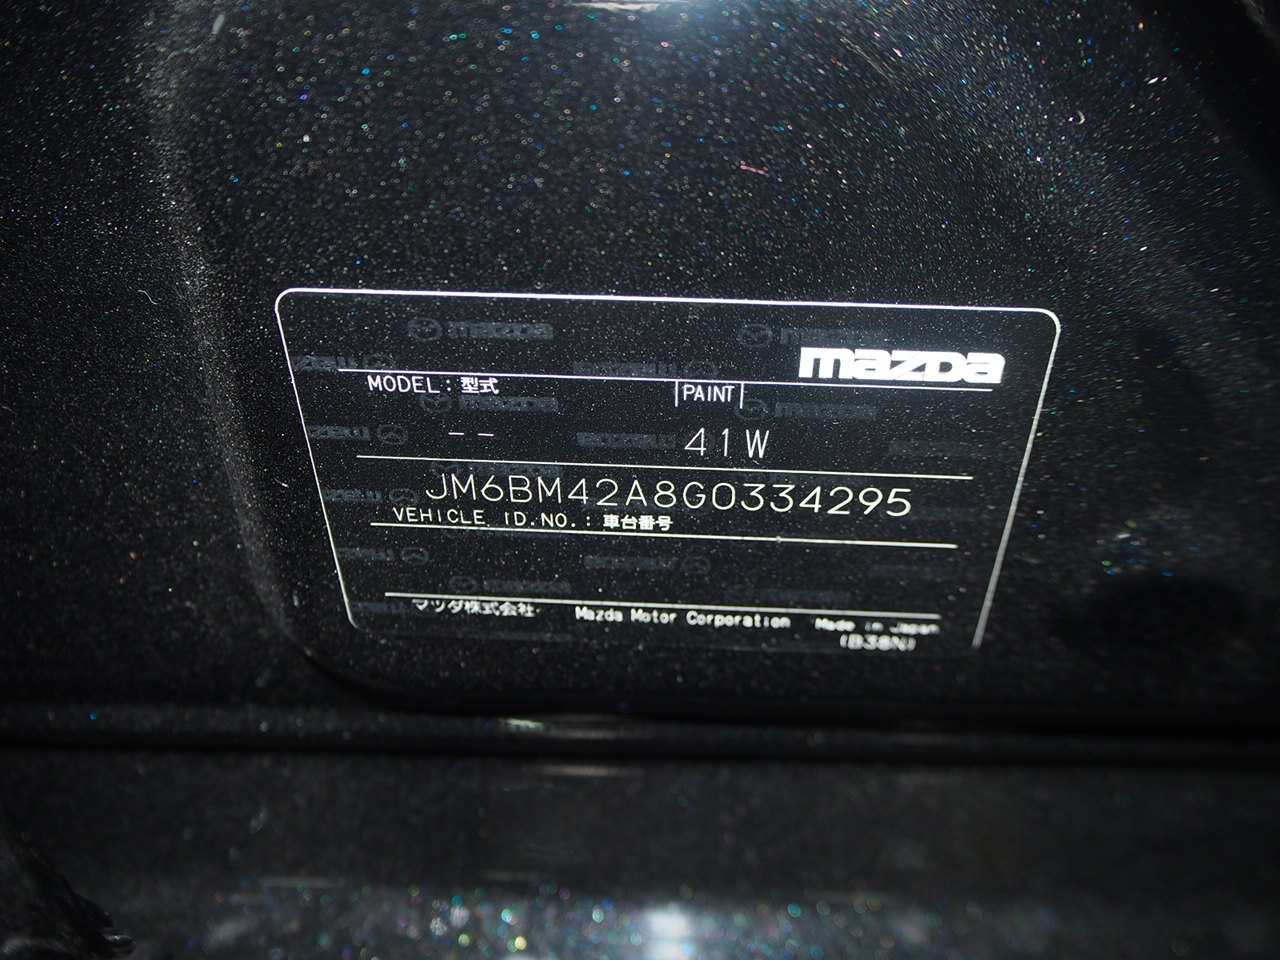 mazda
MODEL : 型式
PAINT
-- 41W
JM6BM42A8G0334295
VEHICLE ID.NO. : 車台番号
マツダ株式会社 Mazda Motor Corporation Made in Japan
(B38N)